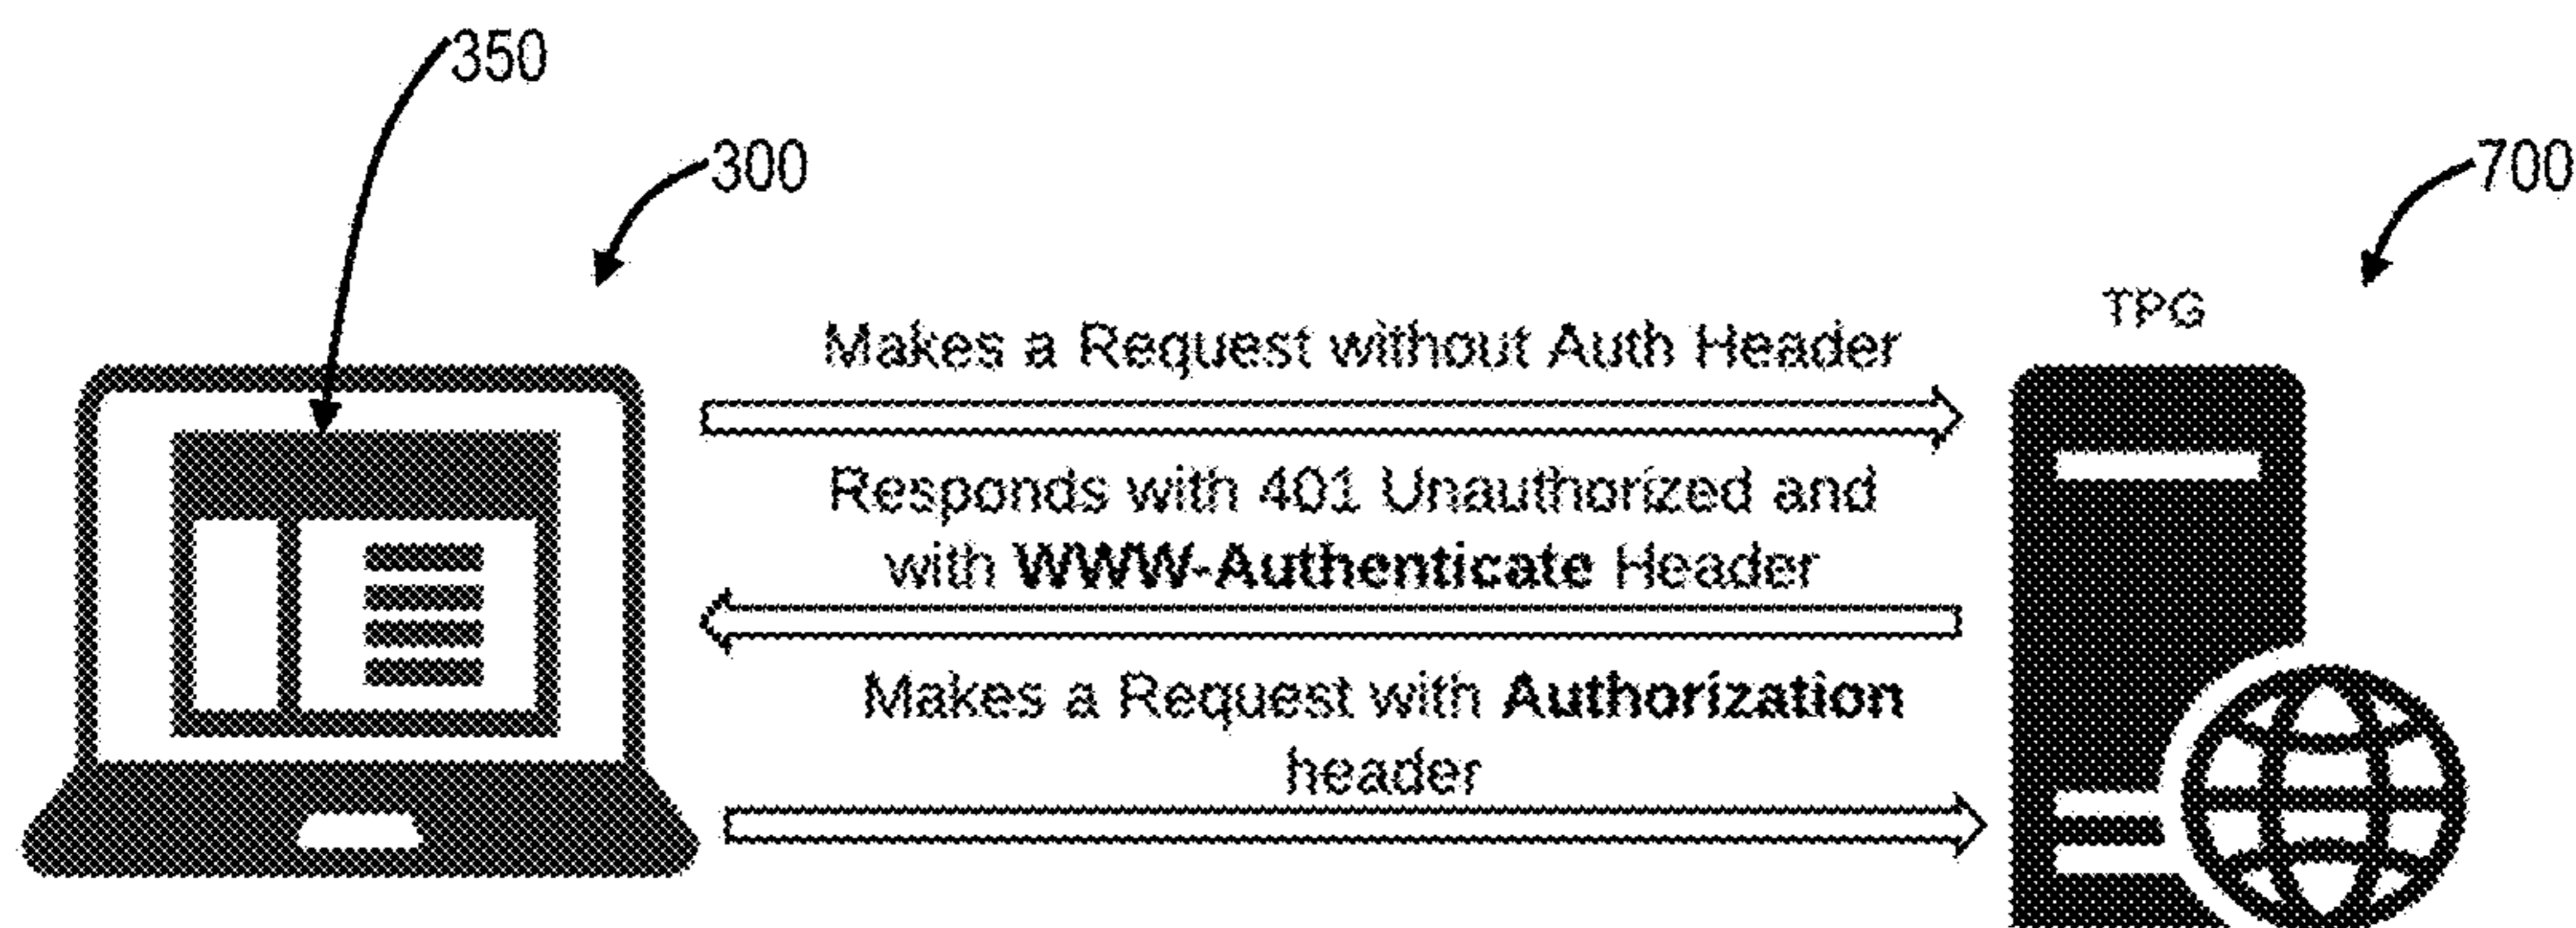 350
300
700
TPG
Makes a Request without Auth Header
Responds with 401 Unauthorized and
with WWW-Authenticate Header
Makes a Request with Authorization
header